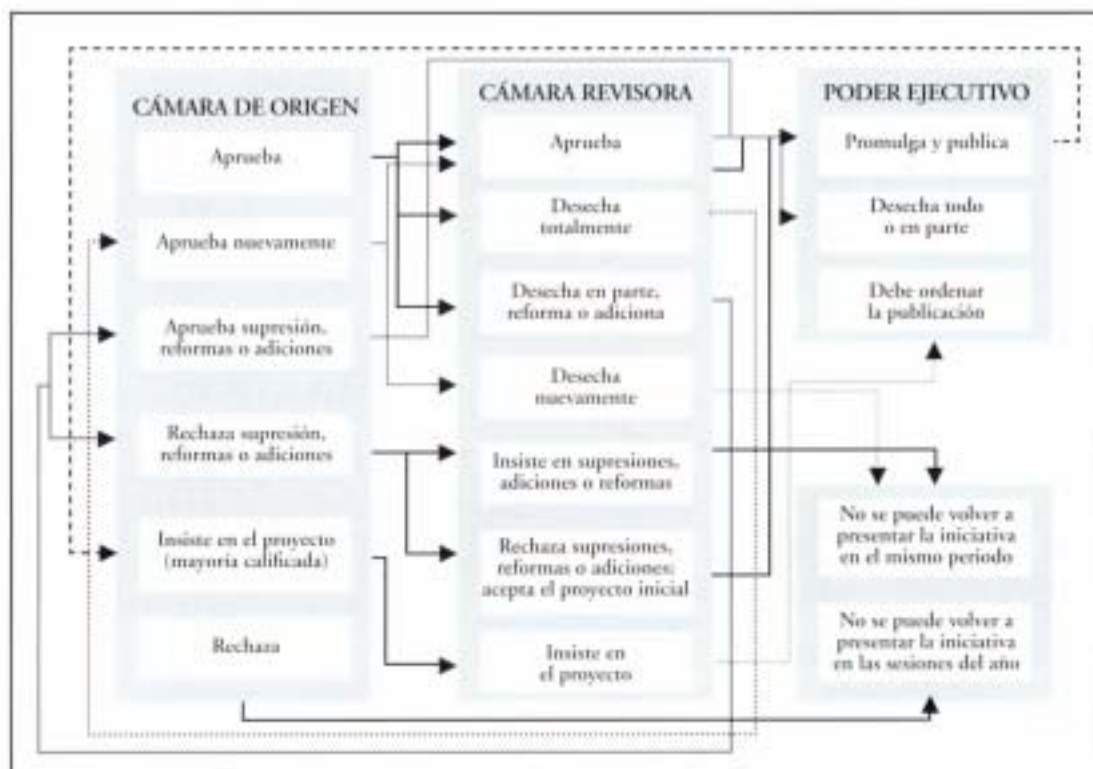 CÁMARA DE ORIGEN
Aprueba
Aprueba nuevamente
Aprueba supresión,
reformas o adiciones
Rechaza supresión,
reformas o adiciones
Insiste en el proyecto
(mayoría calificada)
Rechaza
CÁMARA REVISORA
Aprueba
Desecha
totalmente
Desecha en parte,
reforma o adiciona
Desecha
nuevamente
Insiste en supresiones,
adiciones o reformas
Rechaza supresiones,
reformas o adiciones;
acepta el proyecto inicial
Insiste en
el proyecto
PODER EJECUTIVO
Promulga y publica
Desecha todo
o en parte
Debe ordenar
la publicación
No se puede volver a
presentar la iniciativa
en el mismo periodo
No se puede volver a
presentar la iniciativa
en las sesiones del año